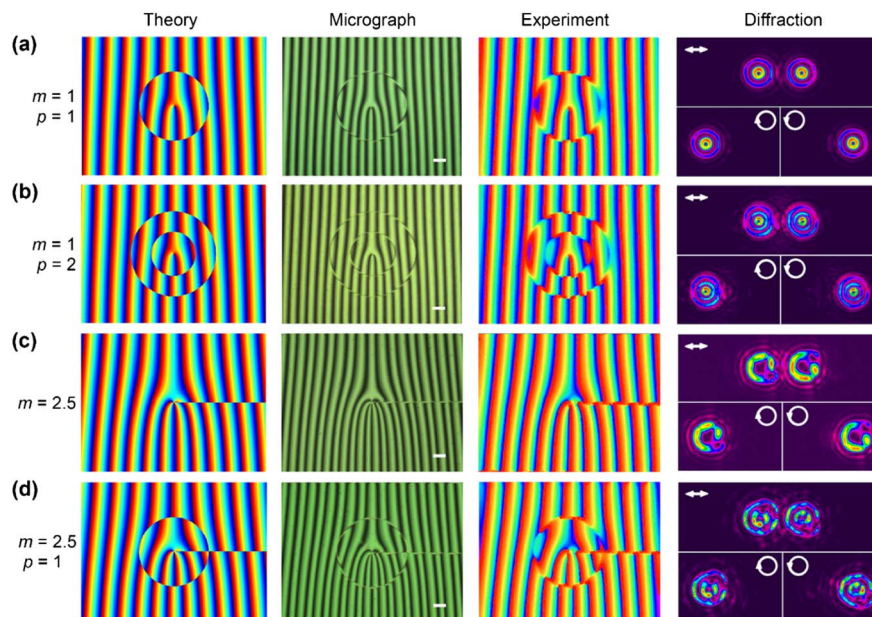 Theory Micrograph Experiment Diffraction
(a)
m = 1
p = 1
(b)
m = 1
p = 2
(c)
m = 2.5
(d)
m = 2.5
p = 1